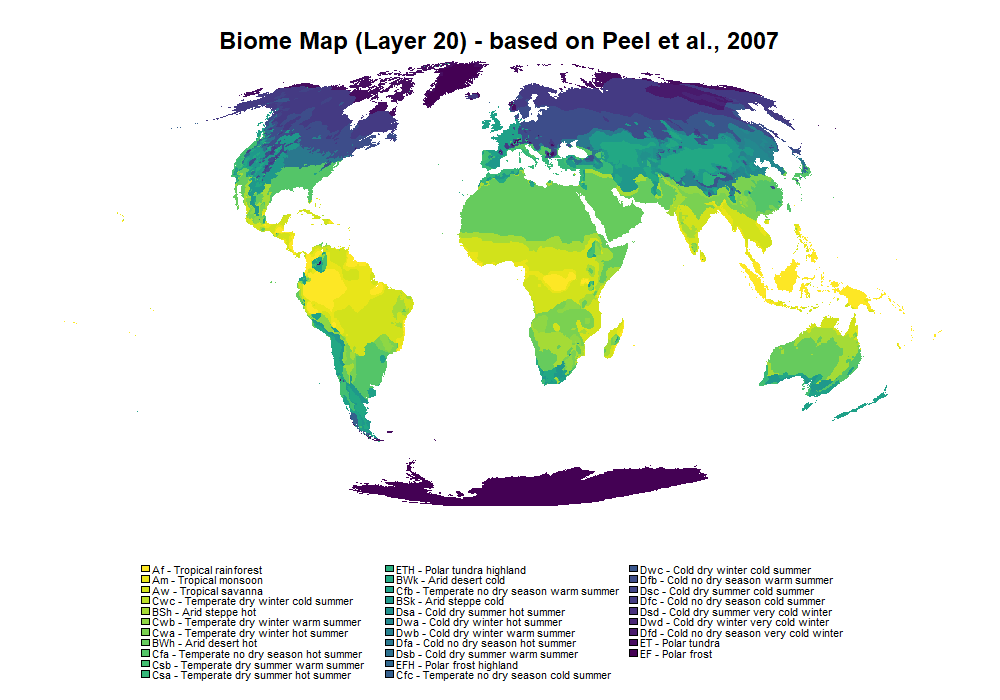 Biome Map (Layer 20) - based on Peel et al., 2007
Af - Tropical rainforest
Am - Tropical monsoon
Aw - Tropical savanna
Cwc - Temperate dry winter cold summer
BSh - Arid steppe hot
Cwb - Temperate dry winter warm summer
Cwa - Temperate dry winter hot summer
BWh - Arid desert hot
Cfa - Temperate no dry season hot summer
Csb - Temperate dry summer warm summer
Csa - Temperate dry summer hot summer
ETH - Polar tundra highland
BWk - Arid desert cold
Cfb - Temperate no dry season warm summer
BSk - Arid steppe cold
Dsa - Cold dry summer hot summer
Dwa - Cold dry winter hot summer
Dwb - Cold dry winter warm summer
Dfa - Cold no dry season hot summer
Dsb - Cold dry summer warm summer
EFH - Polar frost highland
Cfc - Temperate no dry season cold summer
Dwc - Cold dry winter cold summer
Dfb - Cold no dry season warm summer
Dsc - Cold dry summer cold summer
Dfc - Cold no dry season cold summer
Dsd - Cold dry summer very cold winter
Dwd - Cold dry winter very cold winter
Dfd - Cold no dry season very cold winter
ET - Polar tundra
EF - Polar frost